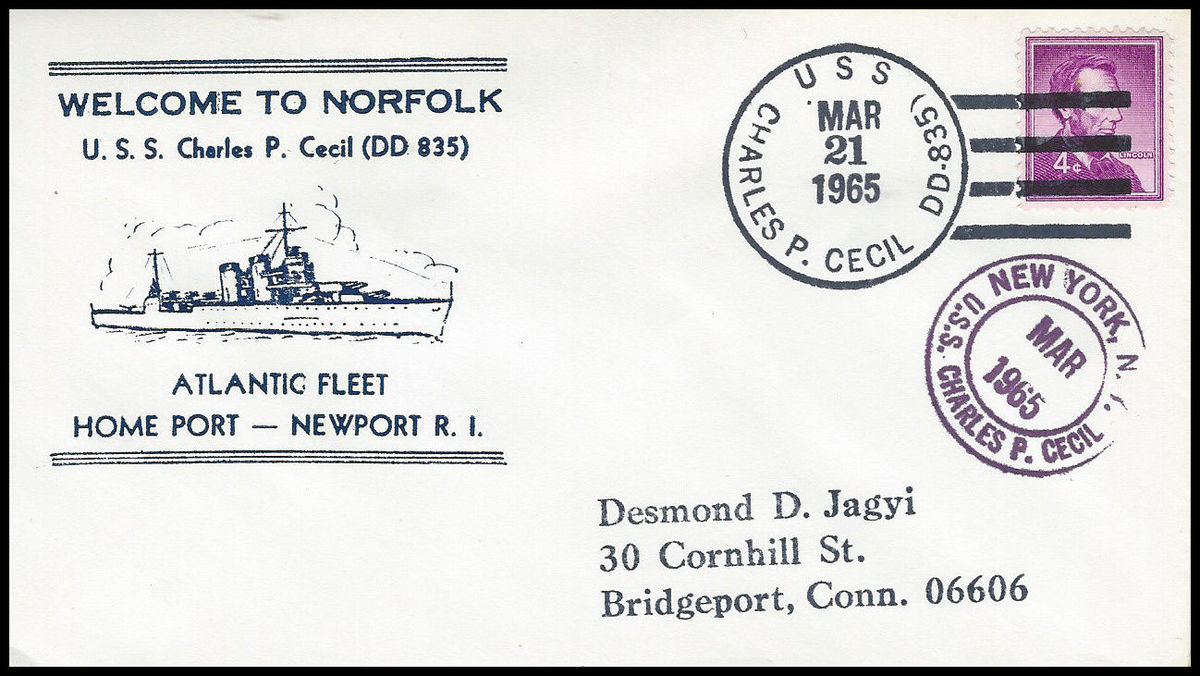 WELCOME TO NORFOLK
U. S. S. Charles P. Cecil (DD 835)
ATLANTIC FLEET
HOME PORT — NEWPORT R. I.
USS
CHARLES P. CECIL DD-835)
MAR
21
1965
4¢
LINCOLN
NEW YORK, N.
U.S.S. CHARLES P. CECIL
MAR
1965
Desmond D. Jagyi
30 Cornhill St.
Bridgeport, Conn. 06606